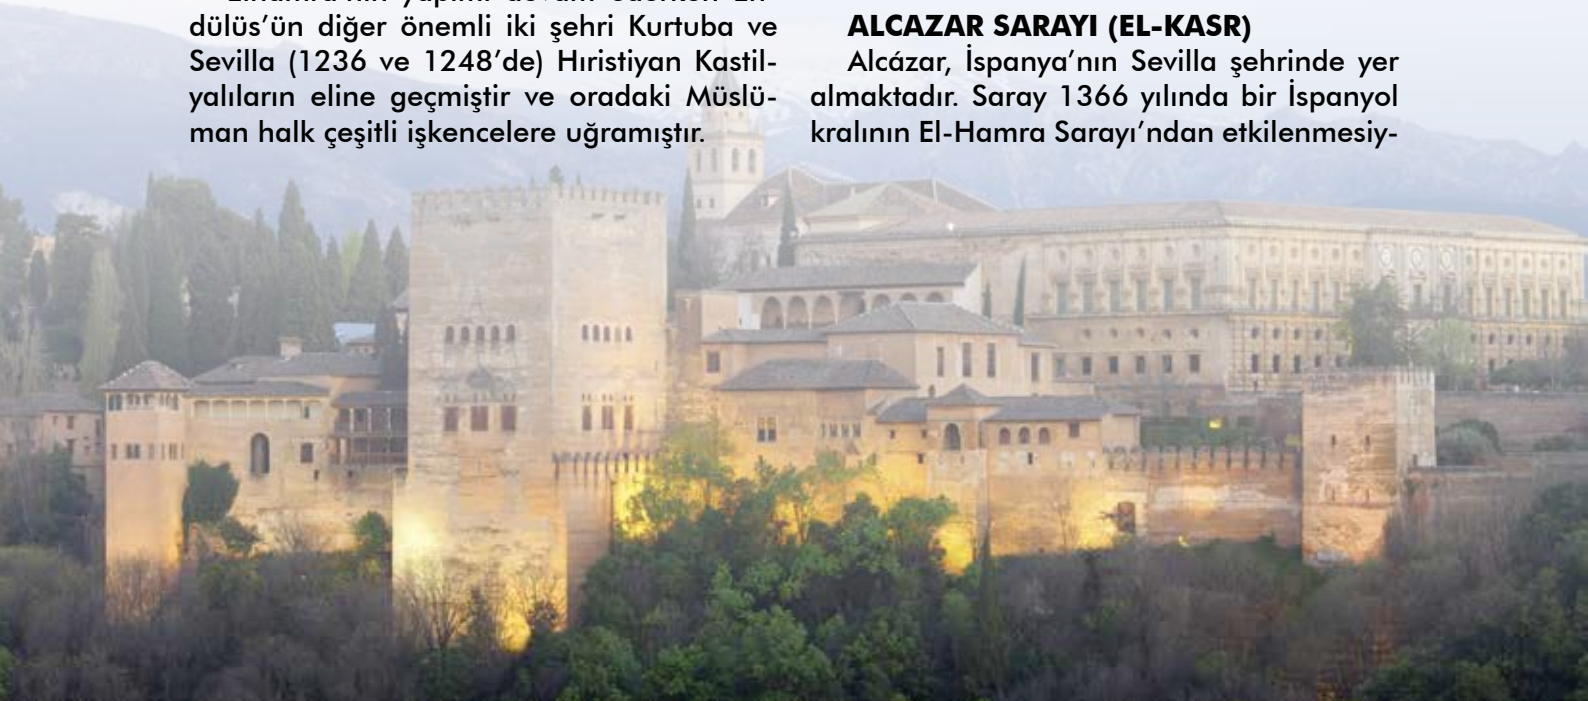 dülüs’ün diğer önemli iki şehri Kurtuba ve
Sevilla (1236 ve 1248’de) Hıristiyan Kastil-
yalıların eline geçmiştir ve oradaki Müslü-
man halk çeşitli işkencelere uğramıştır.
ALCAZAR SARAYI (EL-KASR)
Alcázar, İspanya’nın Sevilla şehrinde yer
almaktadır. Saray 1366 yılında bir İspanyol
kralının El-Hamra Sarayı’ndan etkilenmesiy-